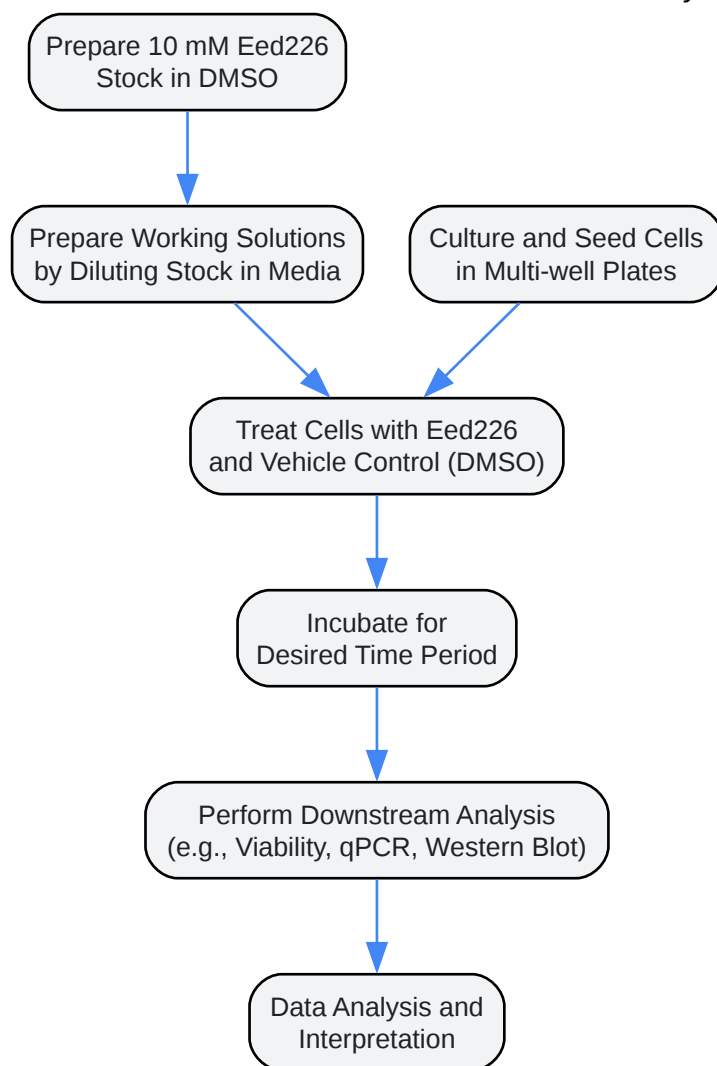 Prepare 10 mM Eed226
Stock in DMSO
Prepare Working Solutions
by Diluting Stock in Media
Culture and Seed Cells
in Multi-well Plates
Treat Cells with Eed226
and Vehicle Control (DMSO)
Incubate for
Desired Time Period
Perform Downstream Analysis
(e.g., Viability, qPCR, Western Blot)
Data Analysis and
Interpretation